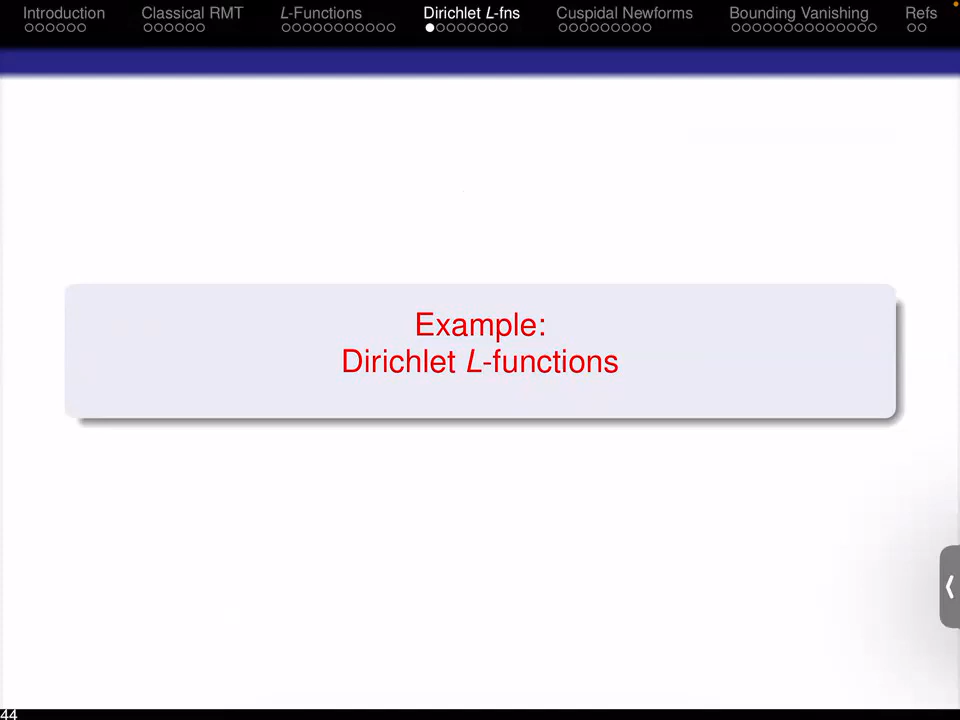 Introduction Classical RMT L-Functions Dirichlet L-fns Cuspidal Newforms Bounding Vanishing Refs
Example:
Dirichlet L-functions
44